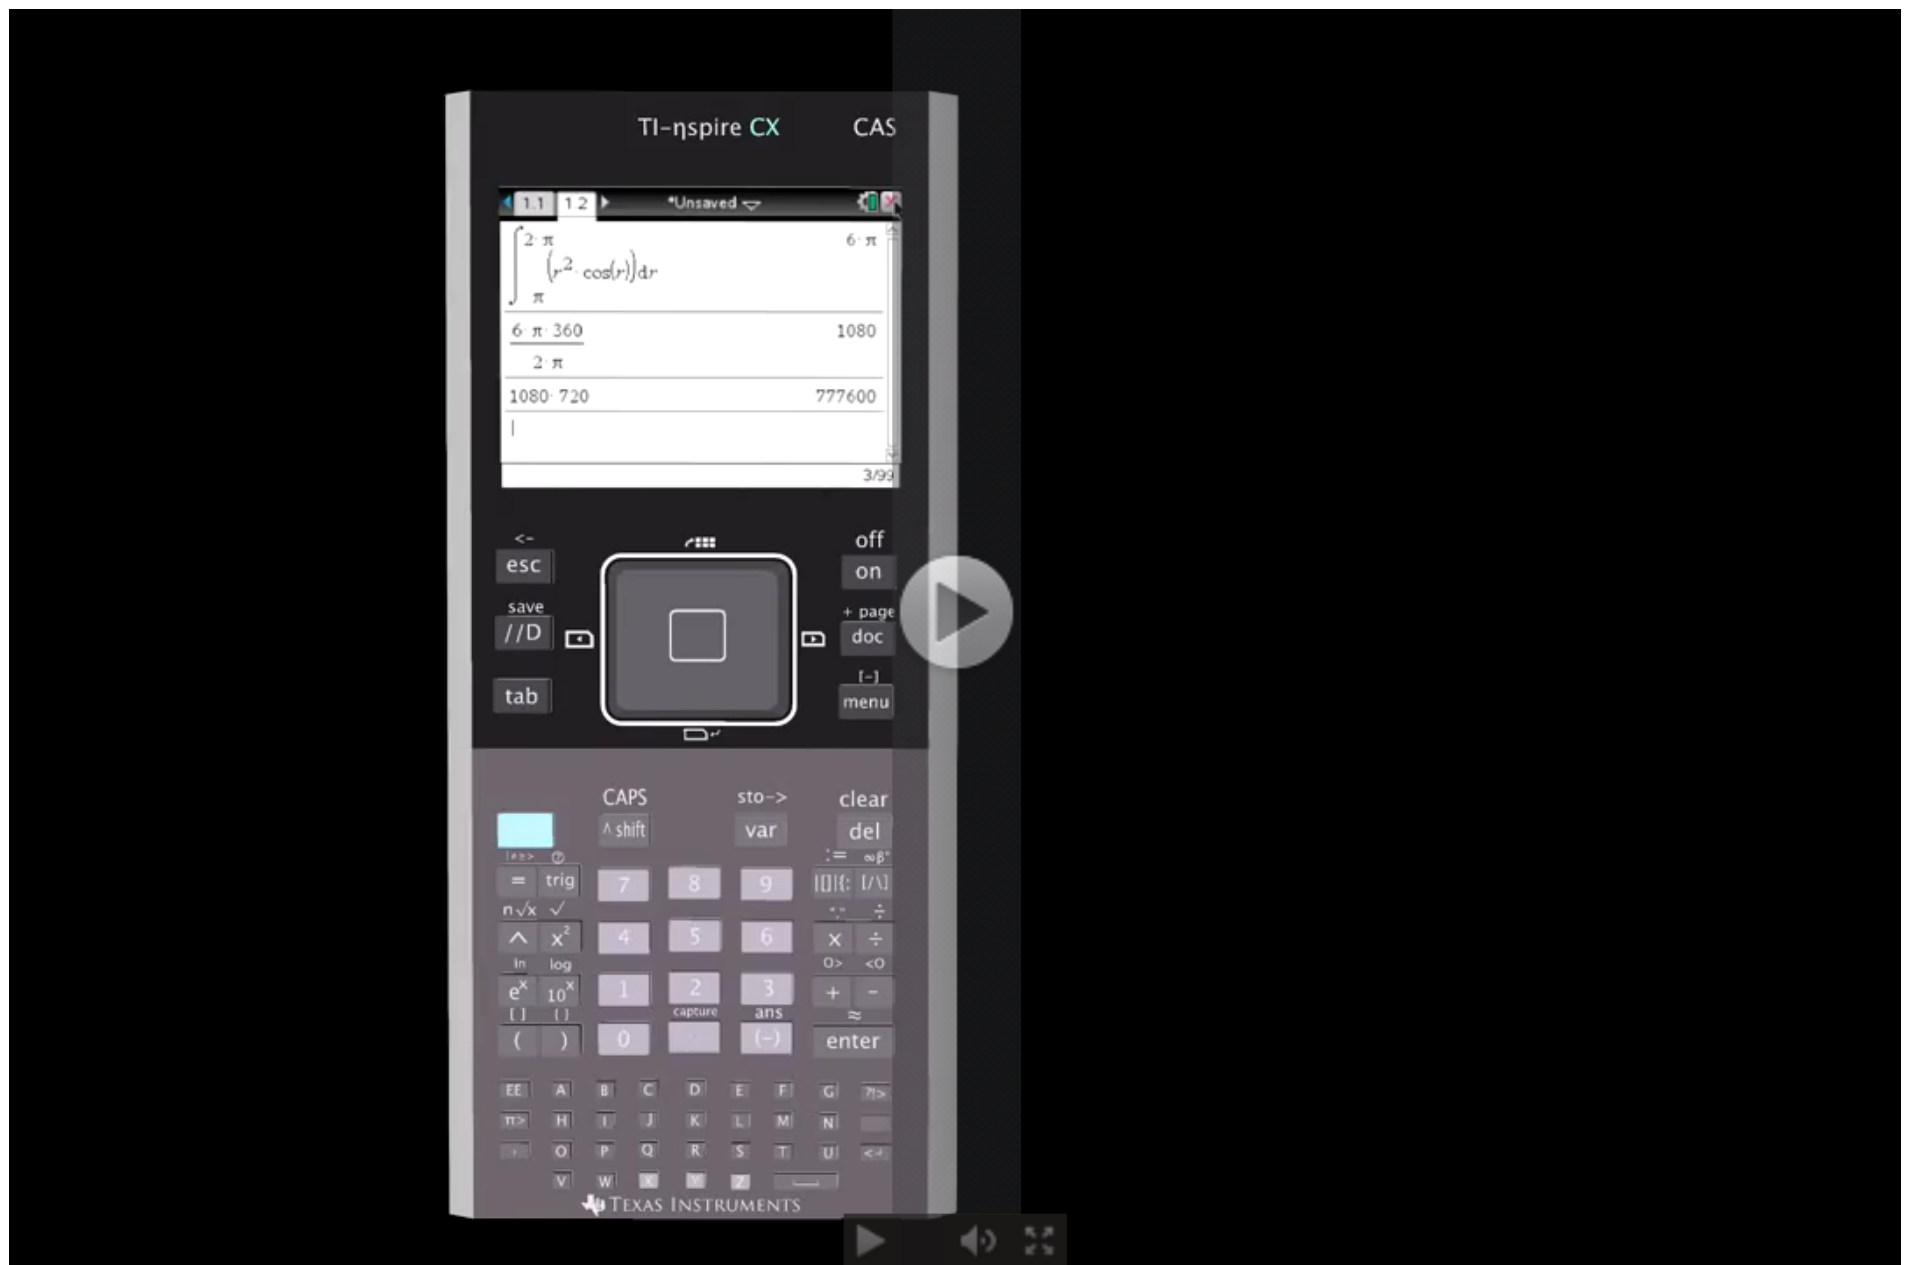 TI-ηspire CX CAS
1.1 1.2 *Unsaved
2·π
∫ (r²·cos(r))dr 6·π
π
6·π·360 1080
2·π
1080·720 777600
3/99
<- off
esc on
save + page
//D doc
[-]
tab menu
CAPS sto-> clear
^ shift var del
|≠≥> ? := ∞β°
= trig 7 8 9 |[]|{: [/\]
n√x √ ÷
^ x² 4 5 6 x ÷
ln log O> <O
eˣ 10ˣ 1 2 3 + -
[ ] { } capture ans ≈
( ) 0 . (-) enter
EE A B C D E F G ?!>
π> H I J K L M N
, O P Q R S T U <┘
V W X Y Z
TEXAS INSTRUMENTS